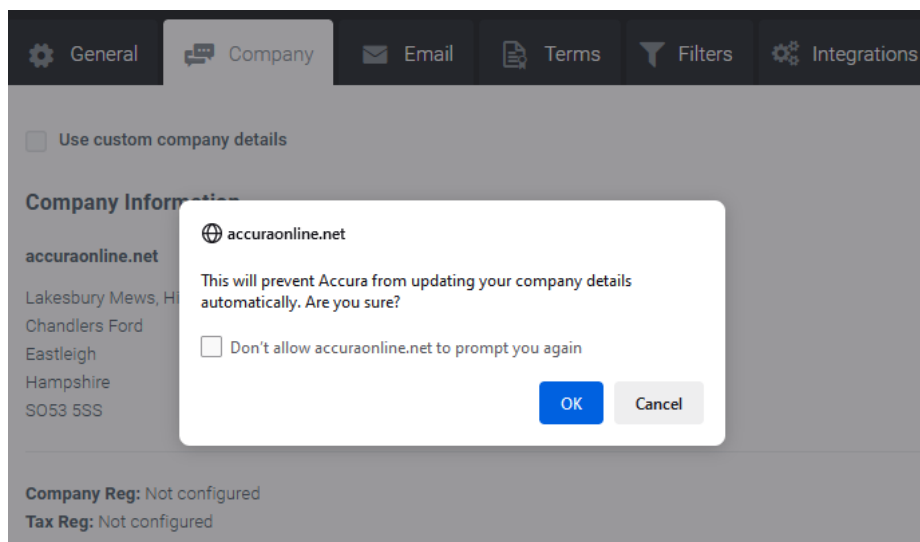 General
Company
Email
Terms
Filters
Integrations
Use custom company details
Company Information
accuraonline.net
Lakesbury Mews, Hi
Chandlers Ford
Eastleigh
Hampshire
SO53 5SS
Company Reg: Not configured
Tax Reg: Not configured
accuraonline.net
This will prevent Accura from updating your company details
automatically. Are you sure?
Don't allow accuraonline.net to prompt you again
OK
Cancel